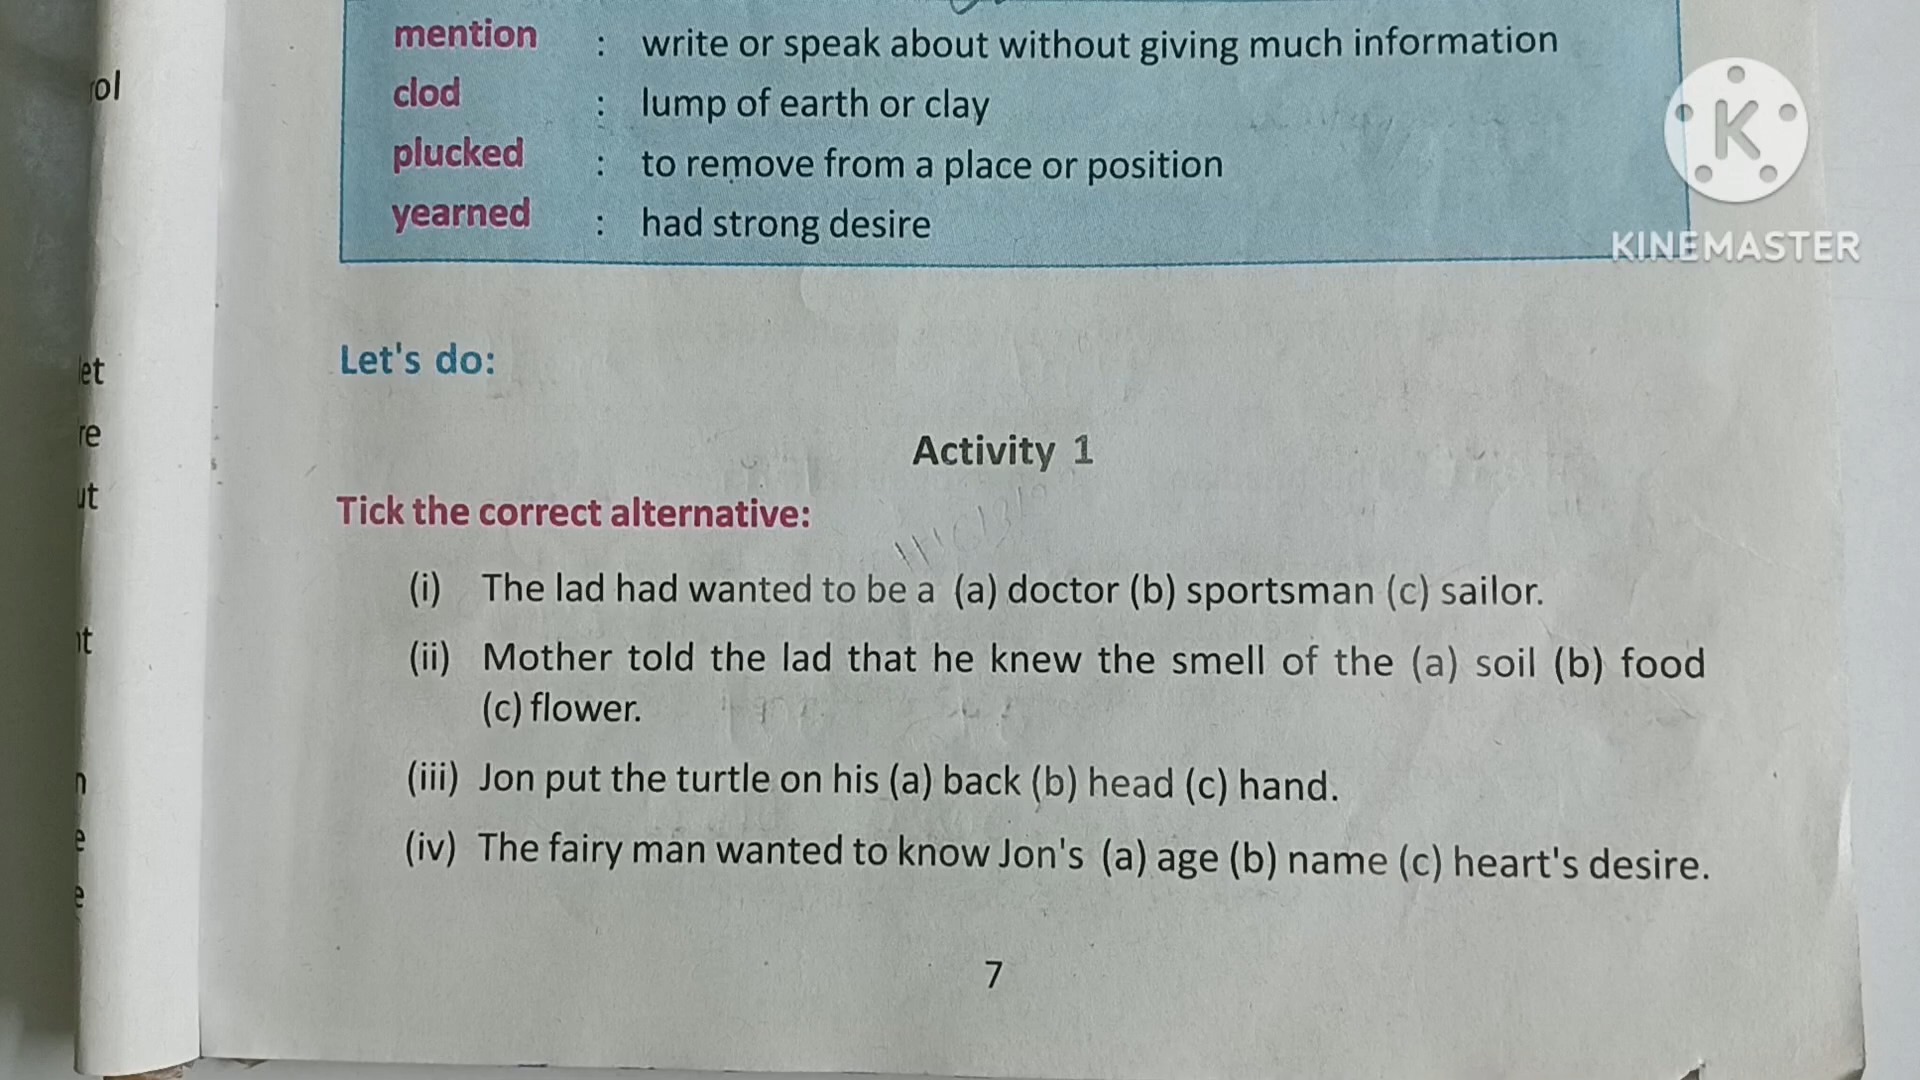 mention : write or speak about without giving much information
clod : lump of earth or clay
plucked : to remove from a place or position
yearned : had strong desire
KINEMASTER
Let's do:
Activity 1
Tick the correct alternative:
(i) The lad had wanted to be a (a) doctor (b) sportsman (c) sailor.
(ii) Mother told the lad that he knew the smell of the (a) soil (b) food
(c) flower.
(iii) Jon put the turtle on his (a) back (b) head (c) hand.
(iv) The fairy man wanted to know Jon's (a) age (b) name (c) heart's desire.
7